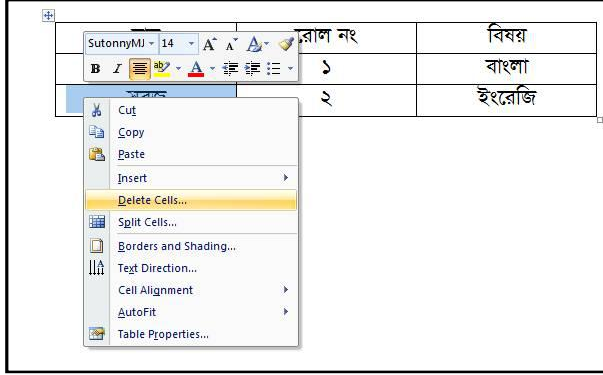 রোল নং বিষয়
SutonnyMJ 14 A A A
B I ab A ১ বাংলা
২ ইংরেজি
Cut
Copy
Paste
Insert
Delete Cells...
Split Cells...
Borders and Shading...
Text Direction...
Cell Alignment
AutoFit
Table Properties...